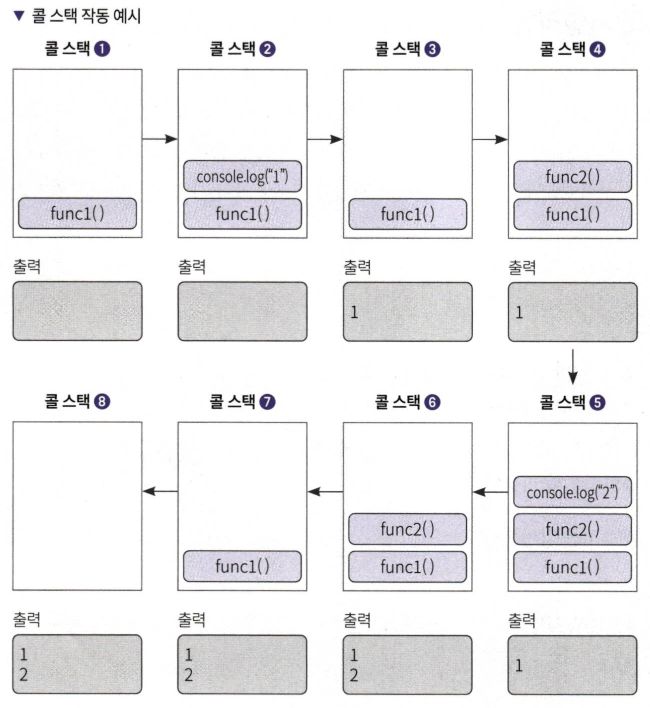 ▼ 콜 스택 작동 예시
콜 스택 ❶
func1()
출력
콜 스택 ❷
console.log("1")
func1()
출력
콜 스택 ❸
func1()
출력
1
콜 스택 ❹
func2()
func1()
출력
1
콜 스택 ❺
console.log("2")
func2()
func1()
출력
1
콜 스택 ❻
func2()
func1()
출력
1
2
콜 스택 ❼
func1()
출력
1
2
콜 스택 ❽
출력
1
2